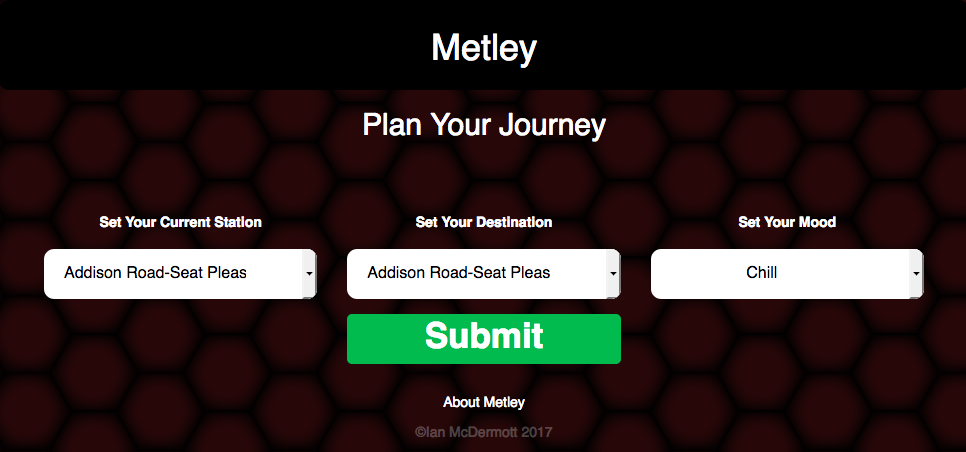 Metley
Plan Your Journey
Set Your Current Station
Set Your Destination
Set Your Mood
Addison Road-Seat Pleas
Addison Road-Seat Pleas
Chill
Submit
About Metley
©Ian McDermott 2017